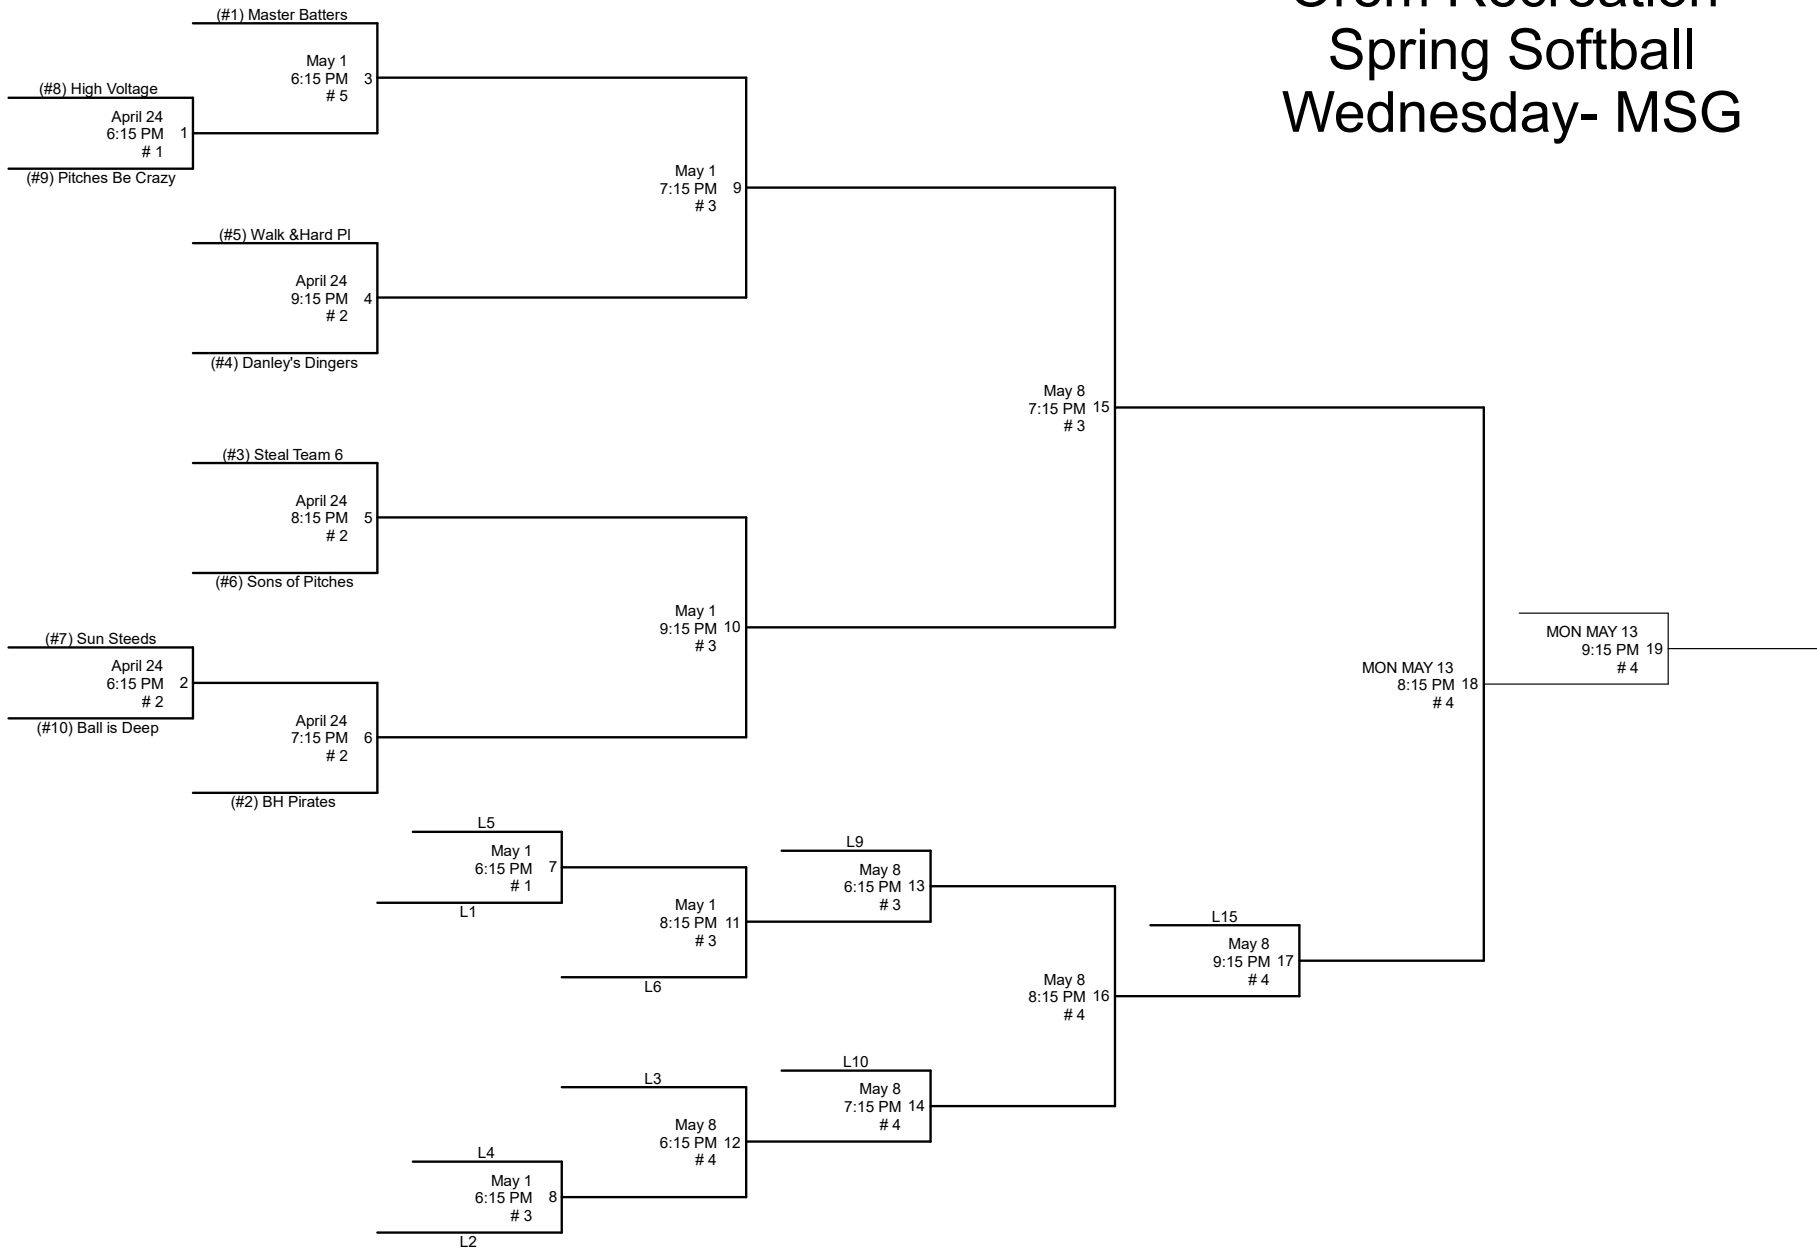 Orem Recreation
Spring Softball
Wednesday- MSG
(#1) Master Batters
May 1
6:15 PM 3
# 5
(#8) High Voltage
April 24
6:15 PM 1
# 1
(#9) Pitches Be Crazy
May 1
7:15 PM 9
# 3
(#5) Walk &Hard Pl
April 24
9:15 PM 4
# 2
(#4) Danley's Dingers
May 8
7:15 PM 15
# 3
(#3) Steal Team 6
April 24
8:15 PM 5
# 2
(#6) Sons of Pitches
May 1
9:15 PM 10
# 3
(#7) Sun Steeds
April 24
6:15 PM 2
# 2
(#10) Ball is Deep
April 24
7:15 PM 6
# 2
(#2) BH Pirates
MON MAY 13
9:15 PM 19
# 4
MON MAY 13
8:15 PM 18
# 4
L5
May 1
6:15 PM 7
# 1
L1
May 1
8:15 PM 11
# 3
L6
L9
May 8
6:15 PM 13
# 3
L15
May 8
9:15 PM 17
# 4
May 8
8:15 PM 16
# 4
L10
May 8
7:15 PM 14
# 4
L3
May 8
6:15 PM 12
# 4
L4
May 1
6:15 PM 8
# 3
L2